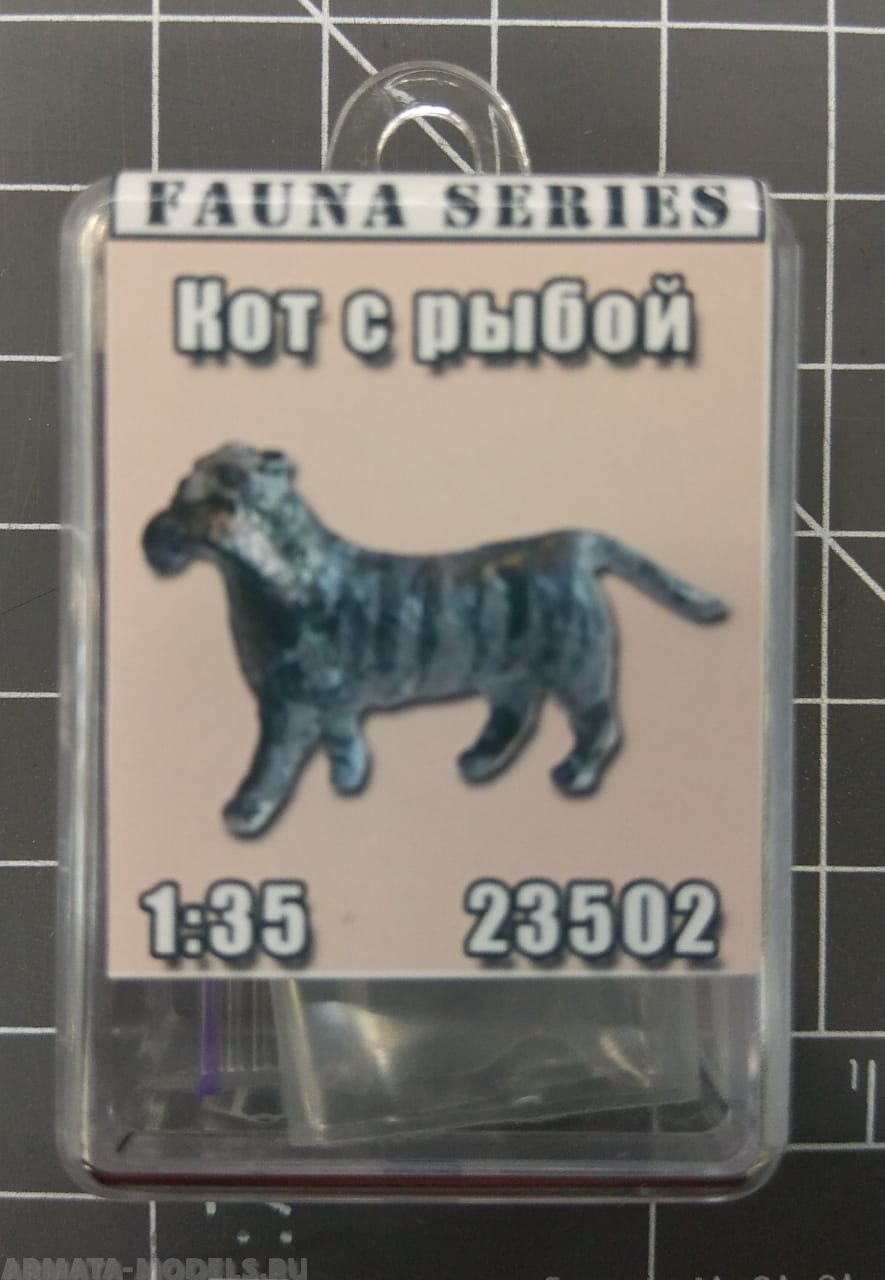 FAUNA SERIES
Кот с рыбой
1:35
23502
ARMATA-MODELS.RU